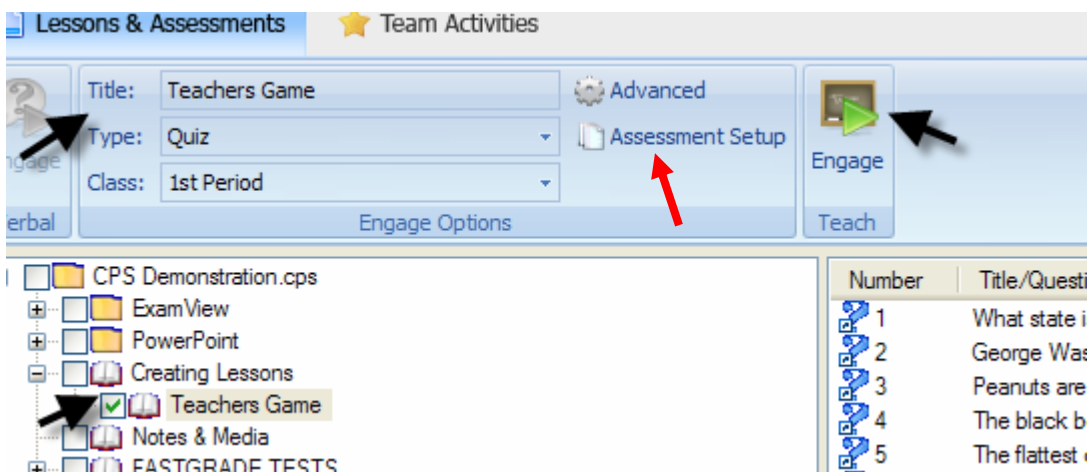 Lessons & Assessments Team Activities
Title: Teachers Game Advanced
Type: Quiz Assessment Setup
Engage
Class: 1st Period
Engage Options Teach
CPS Demonstration.cps Number
ExamView 1 What state
PowerPoint 2 George
Creating Lessons 3 Peanuts are
Teachers Game 4 The black
Notes & Media 5 The flattest
FASTGRADE TESTS